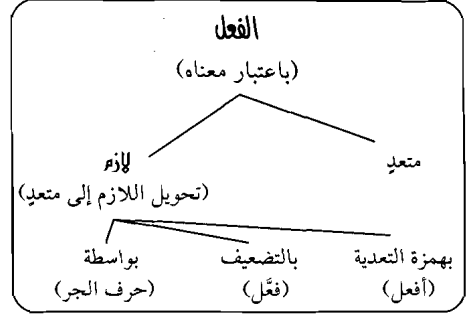 الفعل
(باعتبار معناه)
متعدٍ
لازم
(تحويل اللازم إلى متعدٍ)
بهمزة التعدية
(أفعل)
بالتضعيف
(فعَّل)
بواسطة
(حرف الجر)